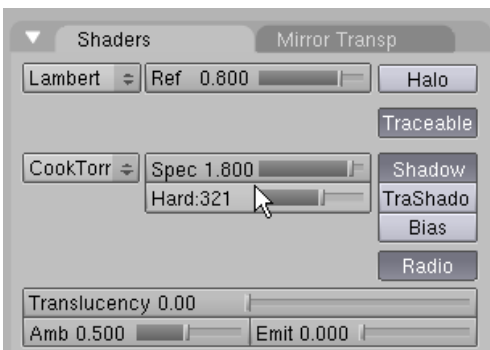 Shaders Mirror Transp
Lambert Ref 0.800 Halo
Traceable
CookTorr Spec 1.800 Shadow
Hard:321 TraShado
Bias
Radio
Translucency 0.00
Amb 0.500 Emit 0.000